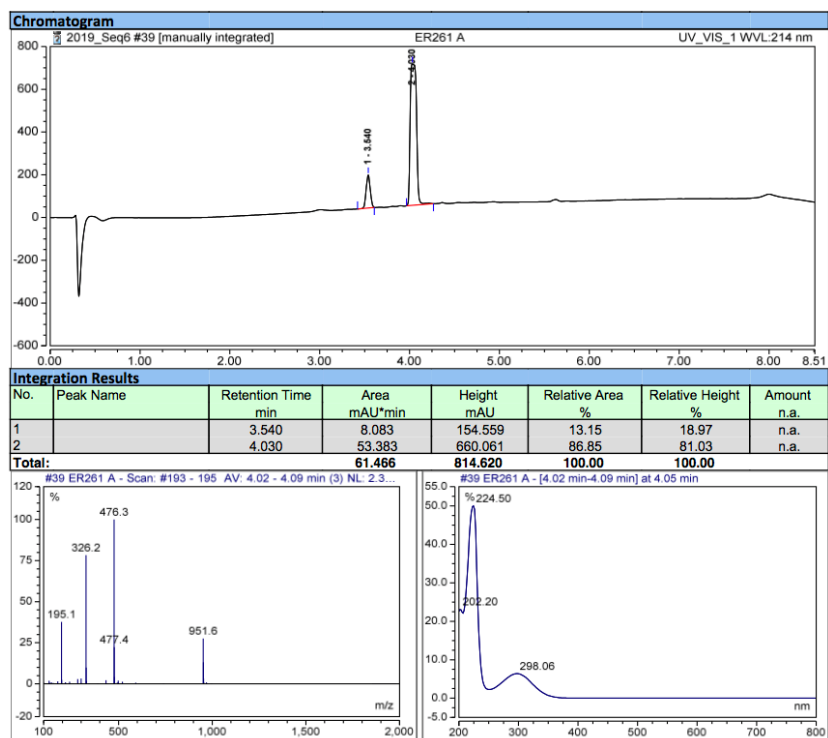 Chromatogram
2019_Seq6 #39 [manually integrated] ER261 A UV_VIS_1 WVL:214 nm
800
600
400
200
0
-200
-400
-600
1 - 3.540
2 - 4.030
0.00 1.00 2.00 3.00 4.00 5.00 6.00 7.00 8.00 8.51
Integration Results
No. Peak Name Retention Time Area Height Relative Area Relative Height Amount
min mAU*min mAU % % n.a.
1 3.540 8.083 154.559 13.15 18.97 n.a.
2 4.030 53.383 660.061 86.85 81.03 n.a.
Total: 61.466 814.620 100.00 100.00
#39 ER261 A - Scan: #193 - 195 AV: 4.02 - 4.09 min (3) NL: 2.3...
120
100
75
50
25
0
-20
%
476.3
326.2
195.1
477.4
951.6
m/z
100 500 1,000 1,500 2,000
#39 ER261 A - [4.02 min-4.09 min] at 4.05 min
55.0
50.0
40.0
30.0
20.0
10.0
0.0
-5.0
%
224.50
202.20
298.06
nm
200 300 400 500 600 700 800